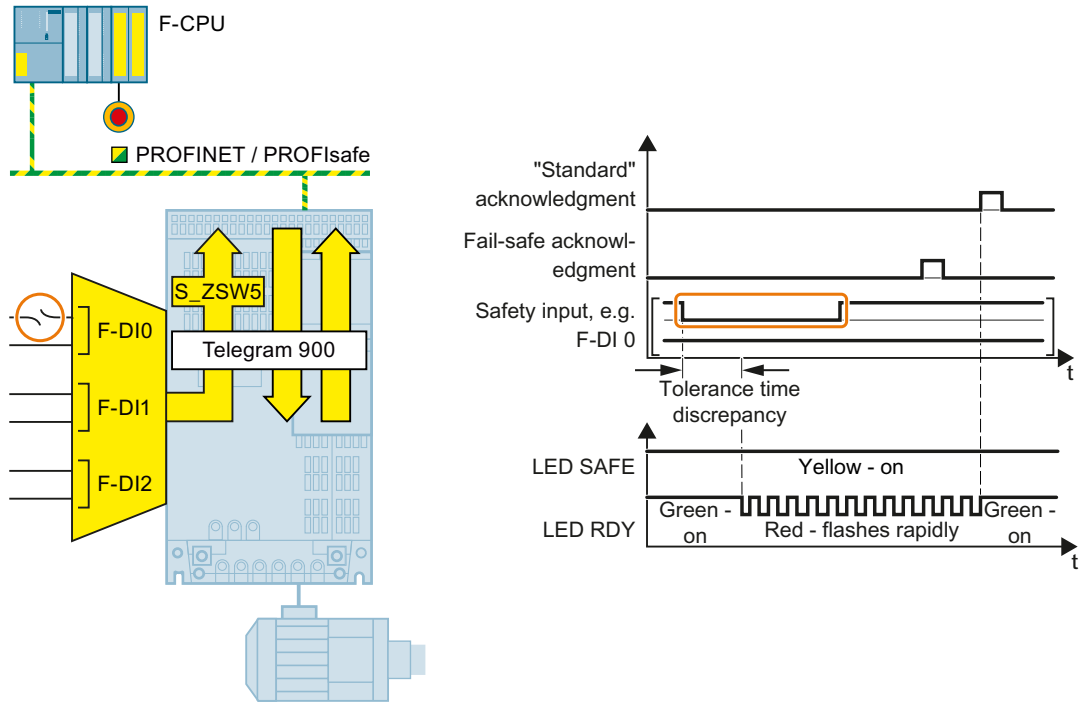 F-CPU
PROFINET / PROFIsafe
S_ZSW5
F-DI0
Telegram 900
F-DI1
F-DI2
"Standard"
acknowledgment
Fail-safe acknowl-
edgment
Safety input, e.g.
F-DI 0
t
Tolerance time
discrepancy
LED SAFE
Yellow - on
LED RDY
Green -
on
Red - flashes rapidly
Green -
on
t